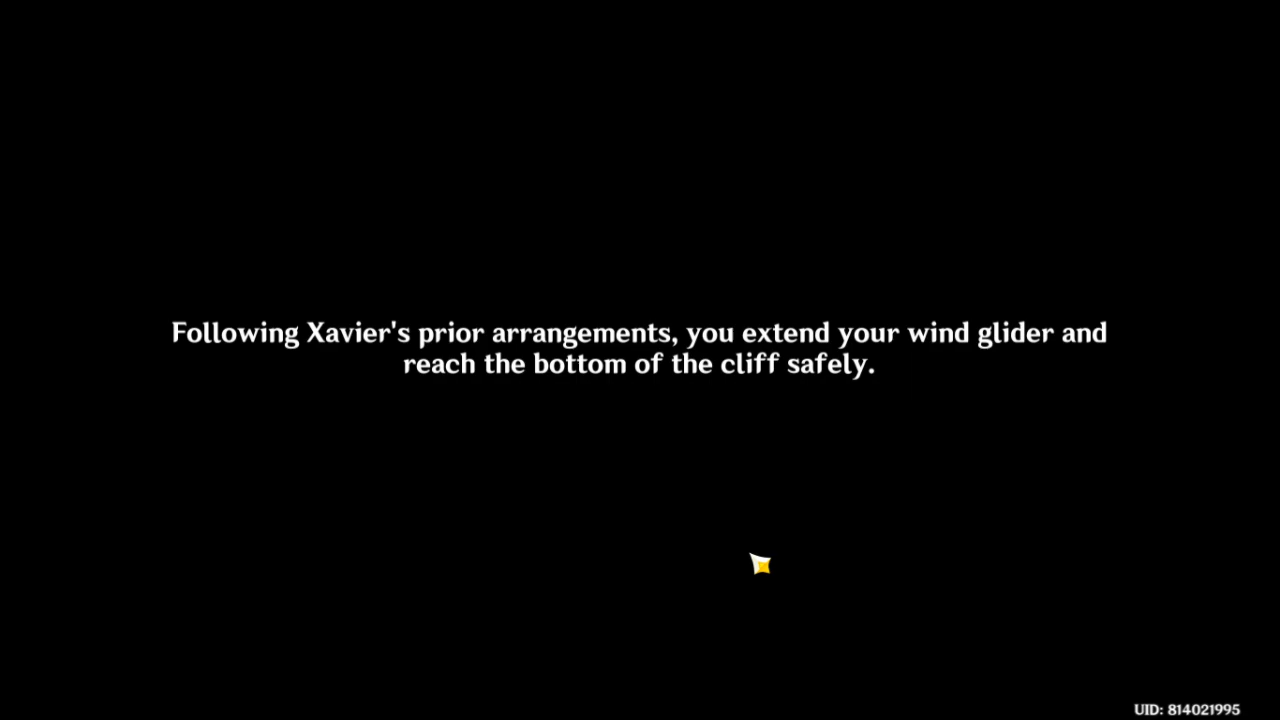 Following Xavier's prior arrangements, you extend your wind glider and
reach the bottom of the cliff safely.
UID: 814021995